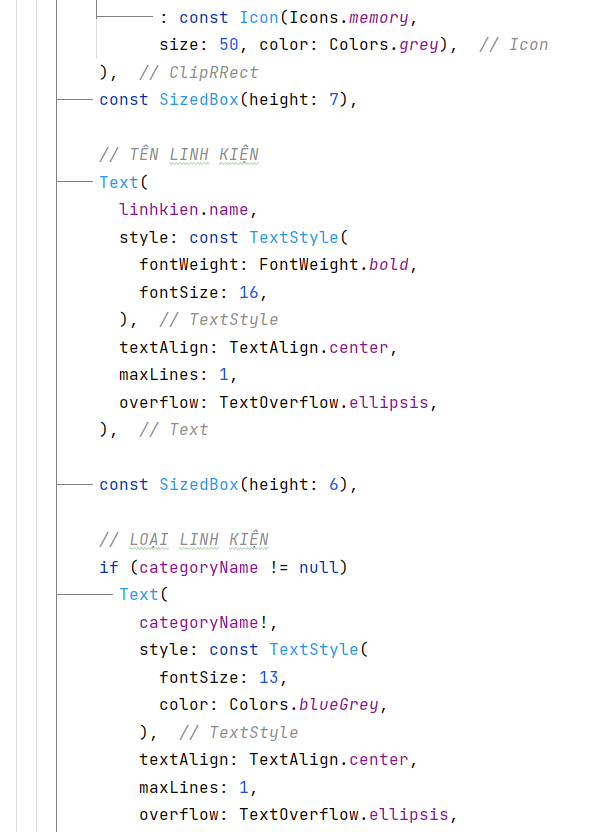 : const Icon(Icons.memory,
size: 50, color: Colors.grey),  // Icon
),  // ClipRRect
const SizedBox(height: 7),
// TÊN LINH KIỆN
Text(
linhkien.name,
style: const TextStyle(
fontWeight: FontWeight.bold,
fontSize: 16,
),  // TextStyle
textAlign: TextAlign.center,
maxLines: 1,
overflow: TextOverflow.ellipsis,
),  // Text
const SizedBox(height: 6),
// LOẠI LINH KIỆN
if (categoryName != null)
Text(
categoryName!,
style: const TextStyle(
fontSize: 13,
color: Colors.blueGrey,
),  // TextStyle
textAlign: TextAlign.center,
maxLines: 1,
overflow: TextOverflow.ellipsis,